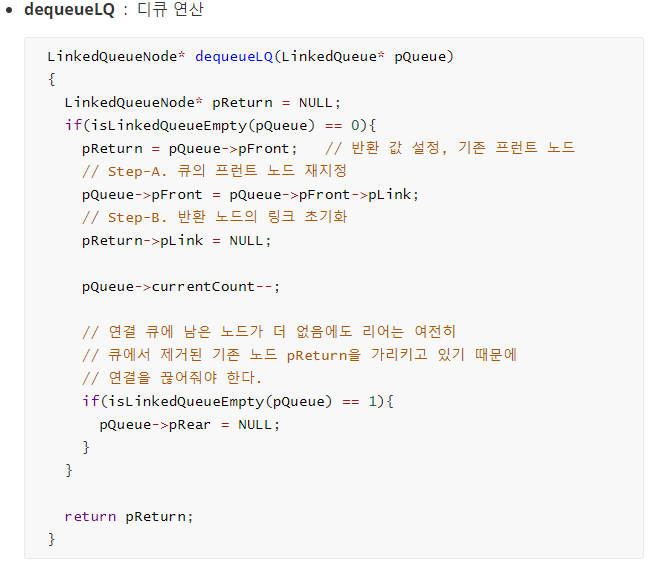 dequeueLQ : 디큐 연산
LinkedQueueNode* dequeueLQ(LinkedQueue* pQueue)
{
  LinkedQueueNode* pReturn = NULL;
  if(isLinkedQueueEmpty(pQueue) == 0){
    pReturn = pQueue->pFront;   // 반환 값 설정, 기존 프런트 노드
    // Step-A. 큐의 프런트 노드 재지정
    pQueue->pFront = pQueue->pFront->pLink;
    // Step-B. 반환 노드의 링크 초기화
    pReturn->pLink = NULL;
    pQueue->currentCount--;
    // 연결 큐에 남은 노드가 더 없음에도 리어는 여전히
    // 큐에서 제거된 기존 노드 pReturn을 가리키고 있기 때문에
    // 연결을 끊어줘야 한다.
    if(isLinkedQueueEmpty(pQueue) == 1){
      pQueue->pRear = NULL;
    }
  }
  return pReturn;
}